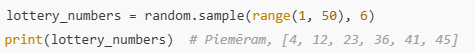 lottery_numbers = random.sample(range(1, 50), 6)
print(lottery_numbers)  # Piemēram, [4, 12, 23, 36, 41, 45]